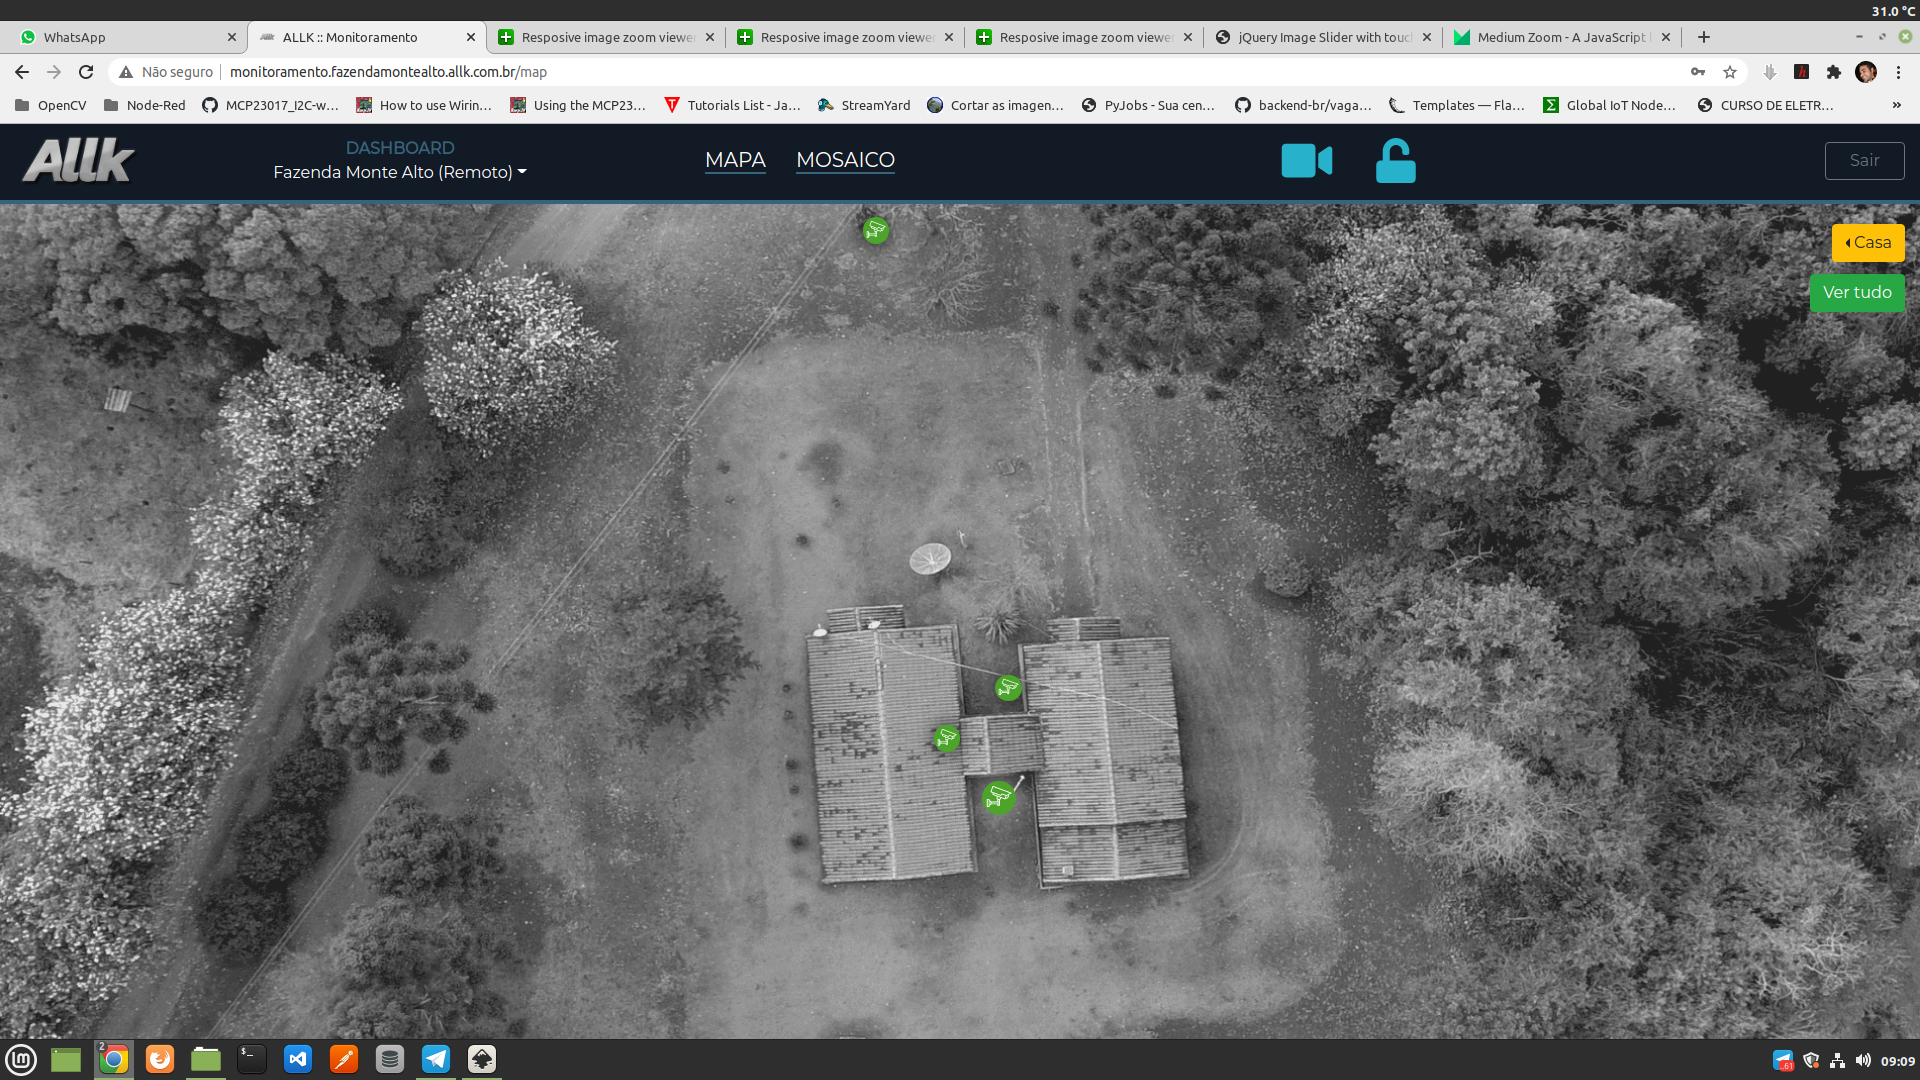 31.0 °C
WhatsApp
ALLK :: Monitoramento
Resposive image zoom viewer
Resposive image zoom viewer
Resposive image zoom viewer
jQuery Image Slider with touc
Medium Zoom - A JavaScript
Não seguro
monitoramento.fazendamontealto.allk.com.br/map
OpenCV
Node-Red
MCP23017_I2C-w...
How to use Wirin...
Using the MCP23...
Tutorials List - Ja...
StreamYard
Cortar as imagen...
PyJobs - Sua cen...
backend-br/vaga...
Templates — Fla...
Global IoT Node...
CURSO DE ELETR...
»
Allk
DASHBOARD
Fazenda Monte Alto (Remoto)
MAPA
MOSAICO
Sair
Casa
Ver tudo
2
09:09